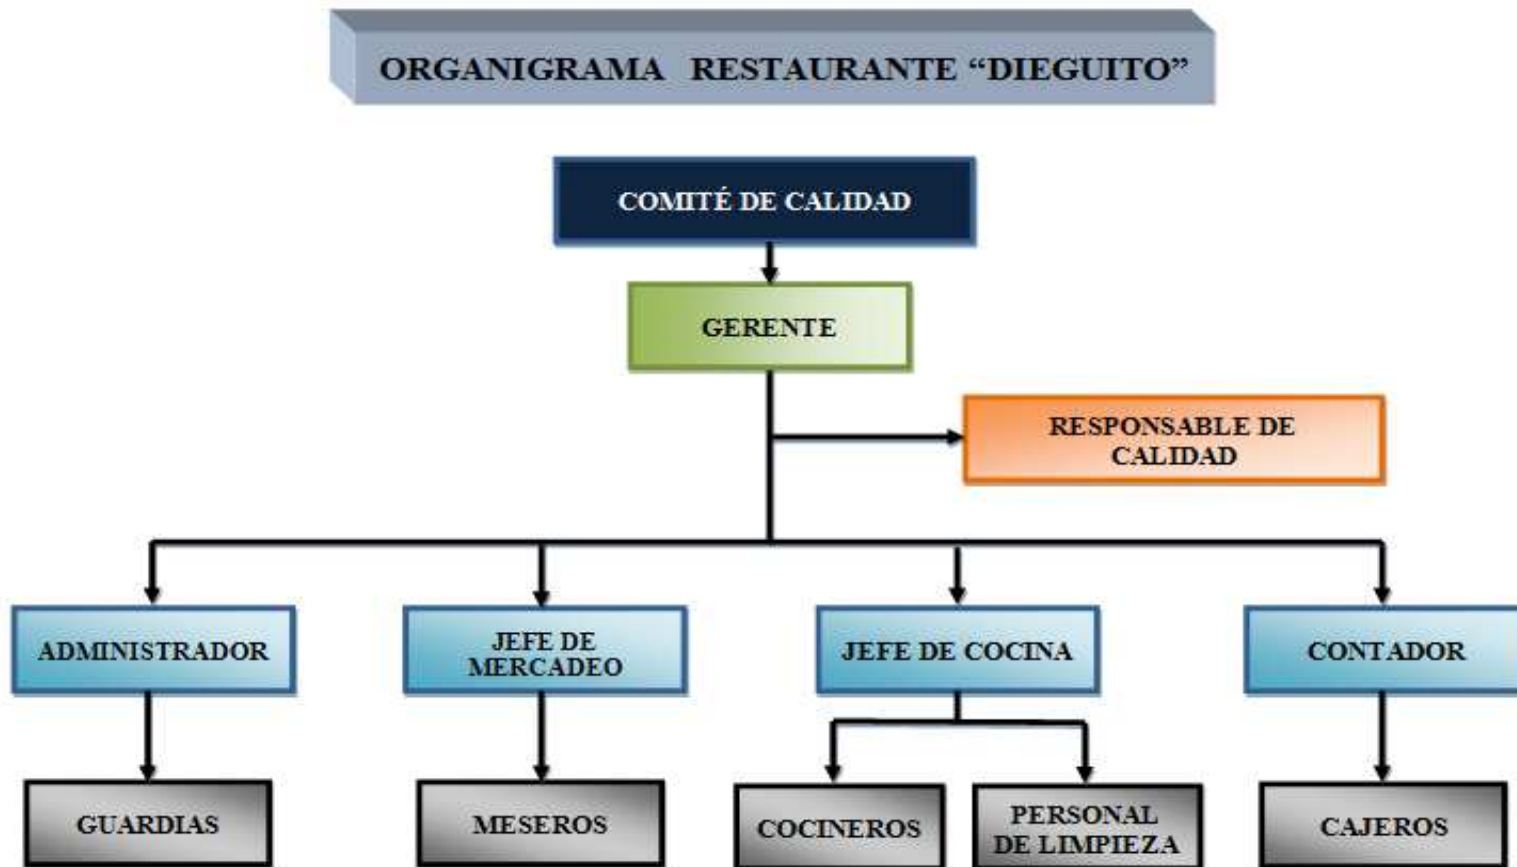 ORGANIGRAMA RESTAURANTE “DIEGUITO”
COMITÉ DE CALIDAD
GERENTE
RESPONSABLE DE
CALIDAD
ADMINISTRADOR
JEFE DE
MERCADEO
JEFE DE COCINA
CONTADOR
GUARDIAS
MESEROS
COCINEROS
PERSONAL
DE LIMPIEZA
CAJEROS